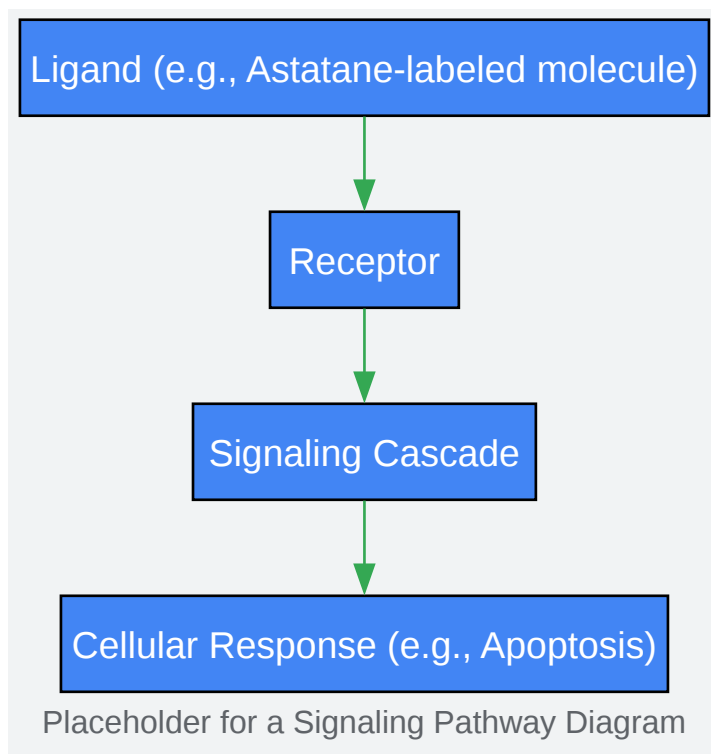 Ligand (e.g., Astatane-labeled molecule)
Receptor
Signaling Cascade
Cellular Response (e.g., Apoptosis)
Placeholder for a Signaling Pathway Diagram